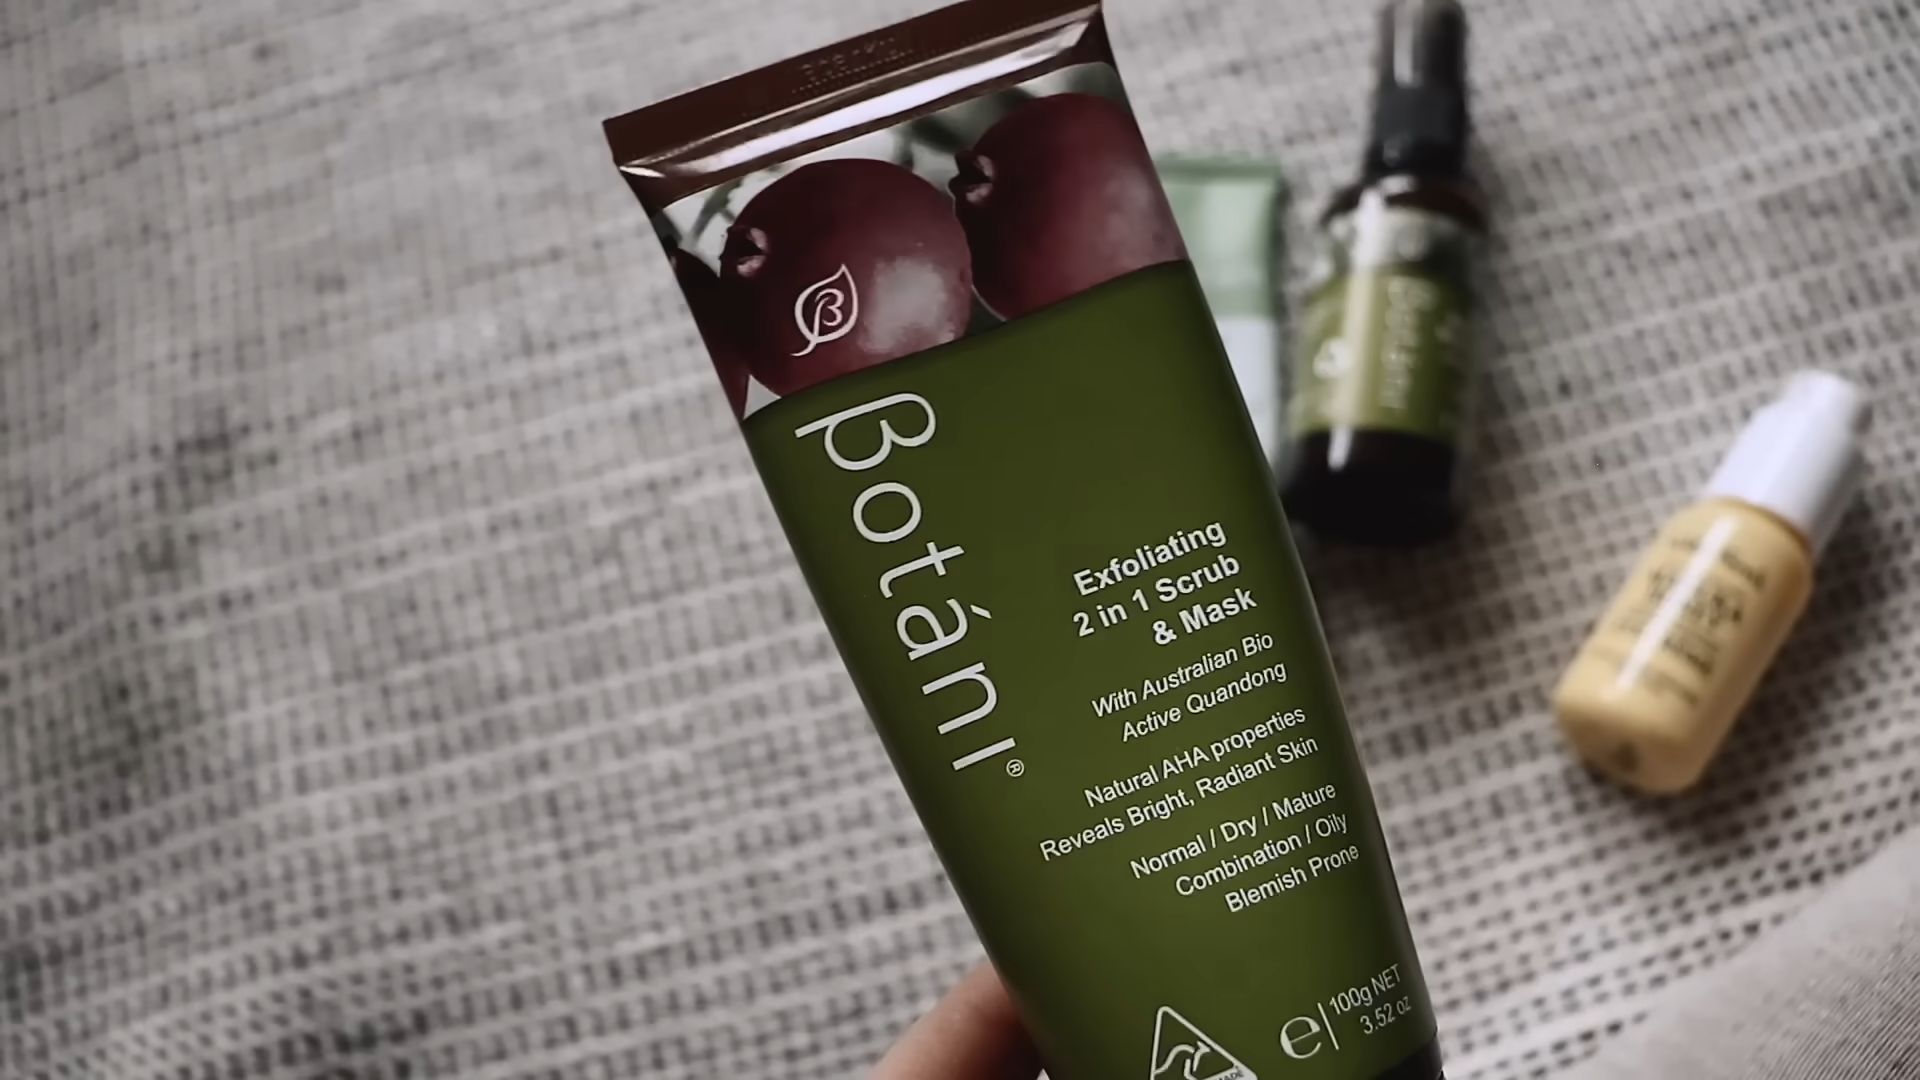 Botáni®
Exfoliating
2 in 1 Scrub
& Mask
With Australian Bio
Active Quandong
Natural AHA properties
Reveals Bright, Radiant Skin
Normal / Dry / Mature
Combination / Oily
Blemish Prone
e 100g NET
3.52 oz